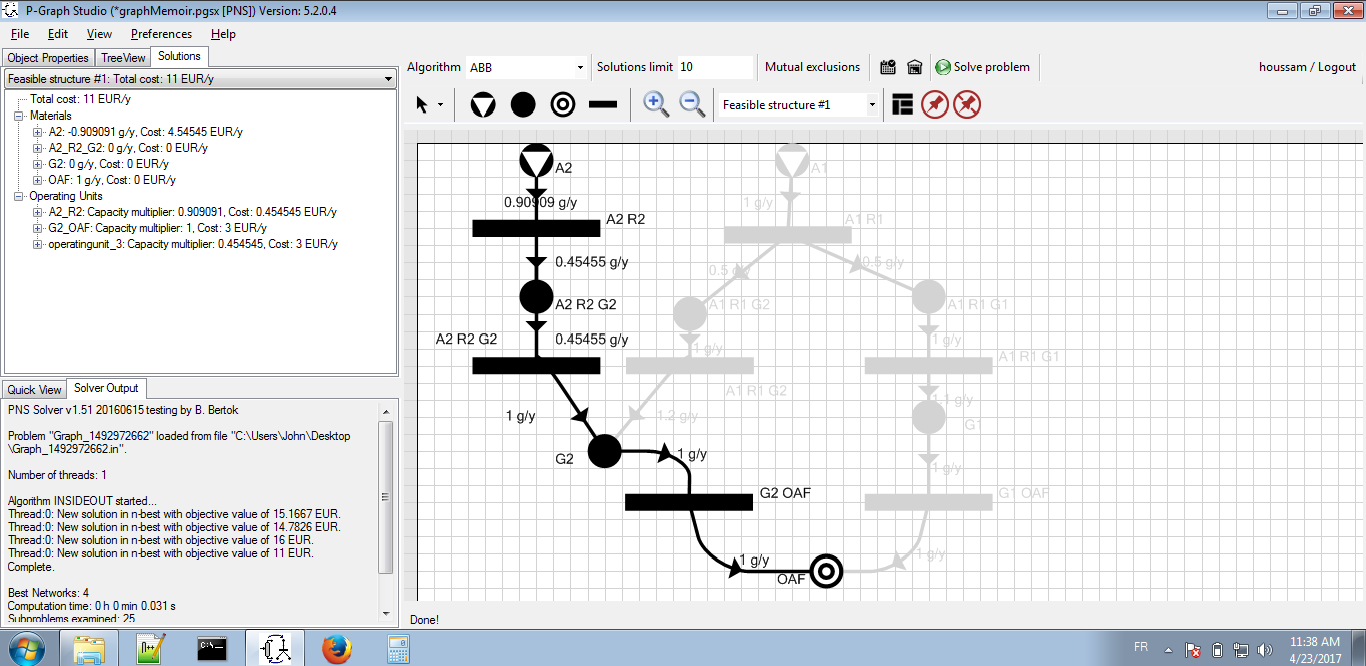 P-Graph Studio (*graphMemoir.pgsx [PNS]) Version: 5.2.0.4
File Edit View Preferences Help
Object Properties TreeView Solutions
Algorithm ABB Solutions limit 10 Mutual exclusions Solve problem houssam / Logout
Feasible structure #1: Total cost: 11 EUR/y
Feasible structure #1
Total cost: 11 EUR/y
Materials
A2: -0.909091 g/y, Cost: 4.54545 EUR/y
A2_R2_G2: 0 g/y, Cost: 0 EUR/y
G2: 0 g/y, Cost: 0 EUR/y
OAF: 1 g/y, Cost: 0 EUR/y
Operating Units
A2_R2: Capacity multiplier: 0.909091, Cost: 0.454545 EUR/y
G2_OAF: Capacity multiplier: 1, Cost: 3 EUR/y
operatingunit_3: Capacity multiplier: 0.454545, Cost: 3 EUR/y
Quick View Solver Output
PNS Solver v1.51 20160615 testing by B. Bertok
Problem "Graph_1492972662" loaded from file "C:\Users\John\Desktop
\Graph_1492972662.in".
Number of threads: 1
Algorithm INSIDEOUT started...
Thread:0: New solution in n-best with objective value of 15.1667 EUR.
Thread:0: New solution in n-best with objective value of 14.7826 EUR.
Thread:0: New solution in n-best with objective value of 16 EUR.
Thread:0: New solution in n-best with objective value of 11 EUR.
Complete.
Best Networks: 4
Computation time: 0 h 0 min 0.031 s
Subproblems examined: 25
A2
A1
0.90909 g/y
1 g/y
A2 R2
A1 R1
0.45455 g/y
0.5 g/y
0.5 g/y
A2 R2 G2
A1 R1 G2
A1 R1 G1
A2 R2 G2
0.45455 g/y
1 g/y
1 g/y
A1 R1 G1
A1 R1 G2
1 g/y
1.2 g/y
1.1 g/y
G1
G2
1 g/y
1 g/y
G2 OAF
G1 OAF
1 g/y
1 g/y
OAF
Done!
FR
11:38 AM
4/23/2017